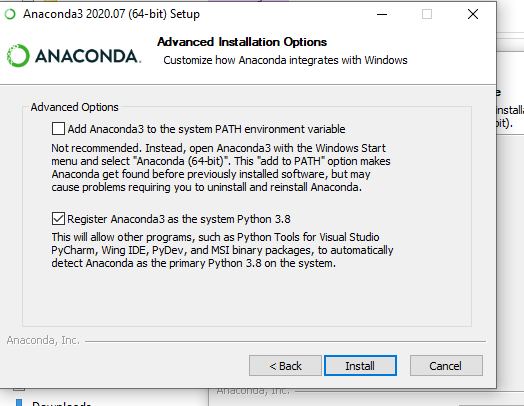 Anaconda3 2020.07 (64-bit) Setup
Advanced Installation Options
Customize how Anaconda integrates with Windows
ANACONDA.
Advanced Options
Add Anaconda3 to the system PATH environment variable
Not recommended. Instead, open Anaconda3 with the Windows Start
menu and select "Anaconda (64-bit)". This "add to PATH" option makes
Anaconda get found before previously installed software, but may
cause problems requiring you to uninstall and reinstall Anaconda.
Register Anaconda3 as the system Python 3.8
This will allow other programs, such as Python Tools for Visual Studio
PyCharm, Wing IDE, PyDev, and MSI binary packages, to automatically
detect Anaconda as the primary Python 3.8 on the system.
Anaconda, Inc.
< Back
Install
Cancel
Anaconda, Inc.
Downloads